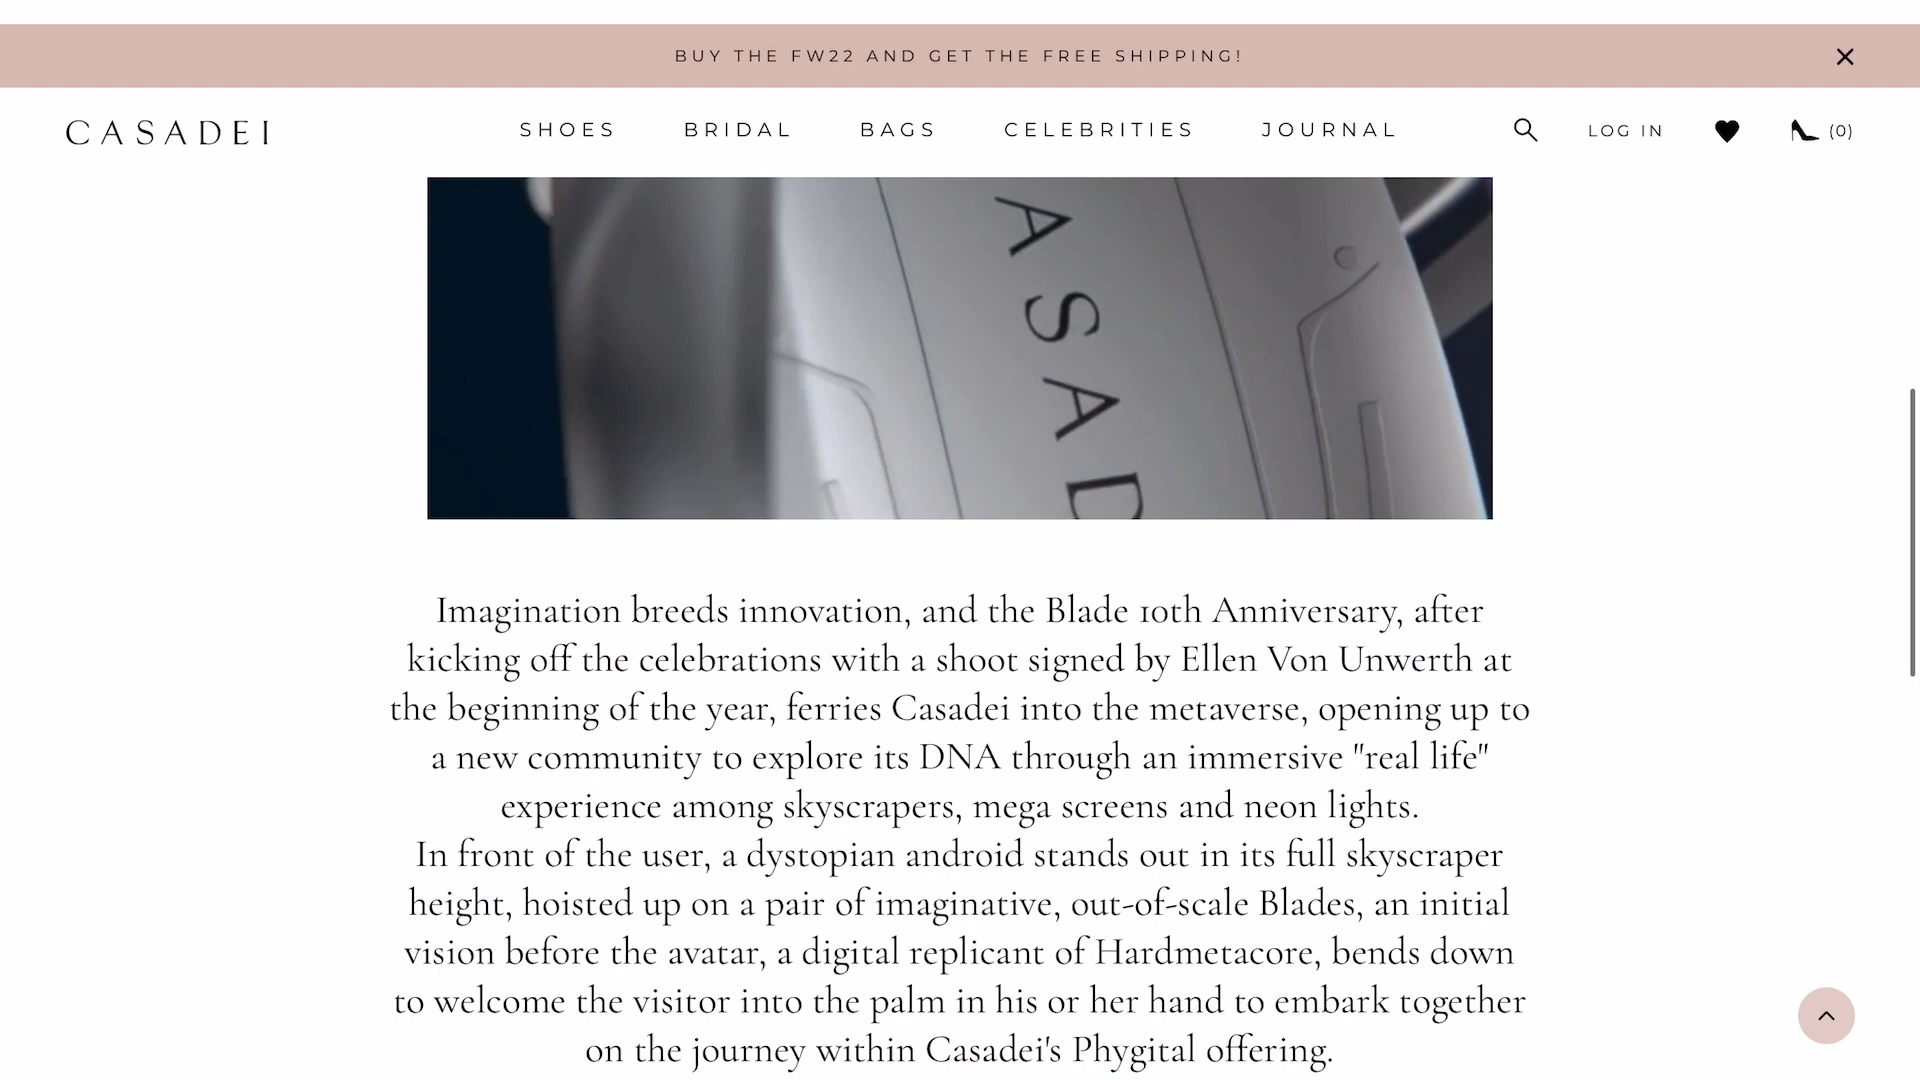 BUY THE FW22 AND GET THE FREE SHIPPING!
CASADEI SHOES BRIDAL BAGS CELEBRITIES JOURNAL LOG IN (0)
ASAD
Imagination breeds innovation, and the Blade 10th Anniversary, after
kicking off the celebrations with a shoot signed by Ellen Von Unwerth at
the beginning of the year, ferries Casadei into the metaverse, opening up to
a new community to explore its DNA through an immersive "real life"
experience among skyscrapers, mega screens and neon lights.
In front of the user, a dystopian android stands out in its full skyscraper
height, hoisted up on a pair of imaginative, out-of-scale Blades, an initial
vision before the avatar, a digital replicant of Hardmetacore, bends down
to welcome the visitor into the palm in his or her hand to embark together
on the journey within Casadei's Phygital offering.